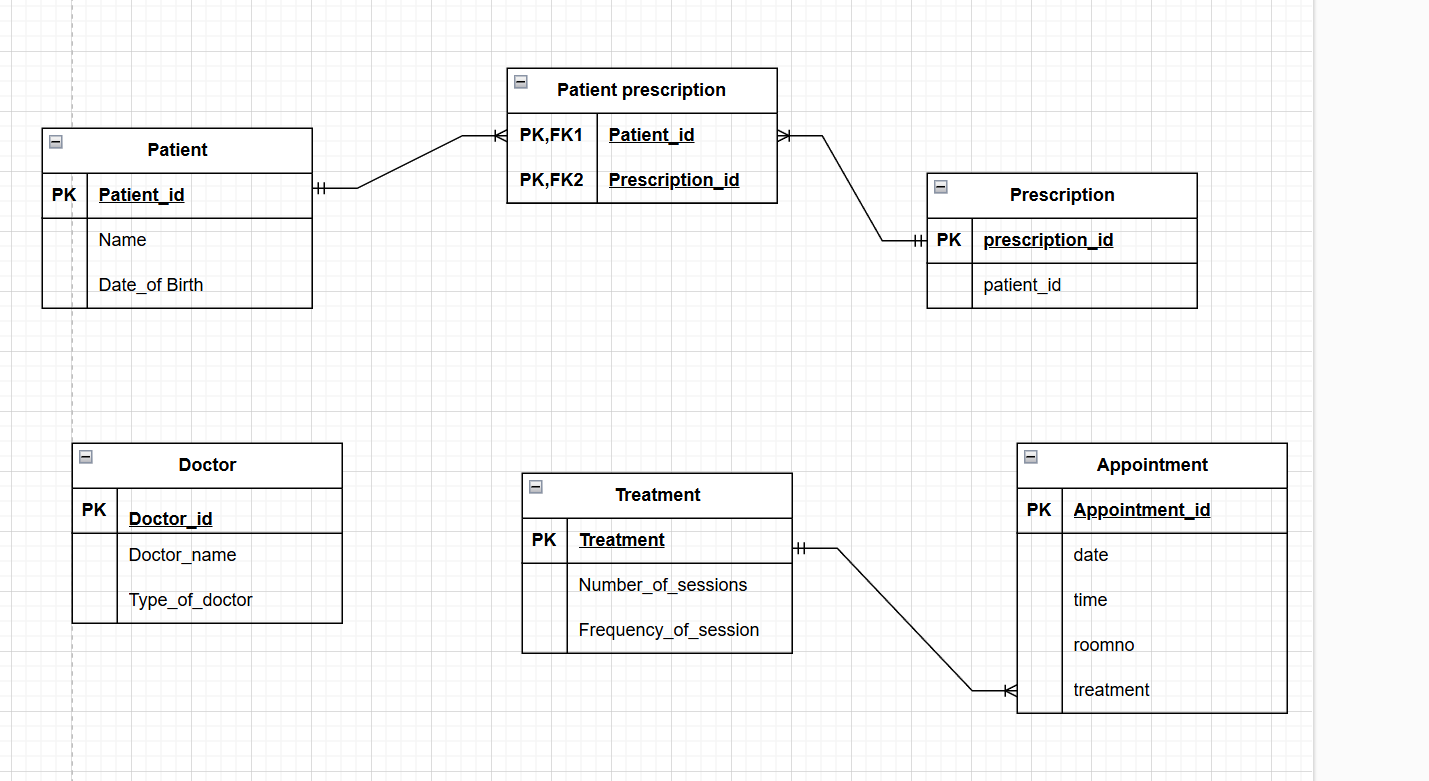 Patient prescription
PK,FK1 Patient_id
PK,FK2 Prescription_id
Patient
PK Patient_id
Name
Date_of Birth
Prescription
PK prescription_id
patient_id
Doctor
PK Doctor_id
Doctor_name
Type_of_doctor
Treatment
PK Treatment
Number_of_sessions
Frequency_of_session
Appointment
PK Appointment_id
date
time
roomno
treatment